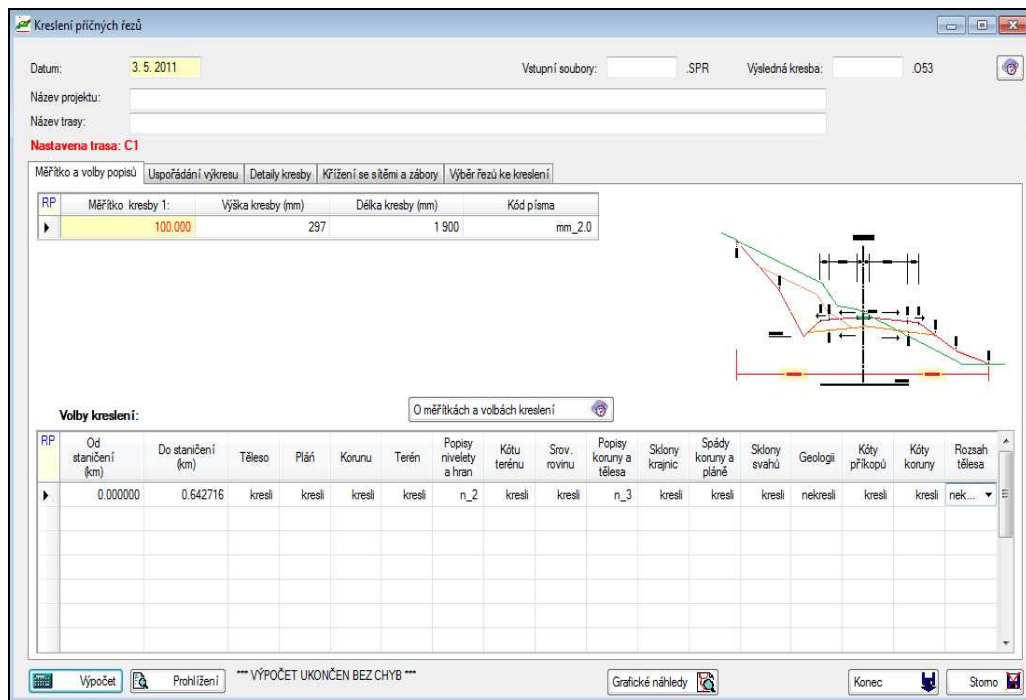 Kreslení příčných řezů
Datum: 3. 5. 2011 Vstupní soubory: .SPR Výsledná kresba: .O53
Název projektu:
Název trasy:
Nastavena trasa: C1
Měřítko a volby popisů Uspořádání výkresu Detaily kresby Křížení se sítěmi a zábory Výběr řezů ke kreslení
RP Měřítko kresby 1: Výška kresby (mm) Délka kresby (mm) Kód písma
100.000 297 1 900 mm_2.0
Volby kreslení: O měřítkách a volbách kreslení
RP Od staničení (km) Do staničení (km) Těleso Pláň Korunu Terén Popisy nivelety a hran Kótu terénu Srov. rovinu Popisy koruny a tělesa Sklony krajnic Spády koruny a pláně Sklony svahů Geologii Kóty příkopů Kóty koruny Rozsah tělesa
0.000000 0.642716 kresli kresli kresli kresli n_2 kresli kresli n_3 kresli kresli kresli nekresli kresli kresli nek...
Výpočet Prohlížení *** VÝPOČET UKONČEN BEZ CHYB *** Grafické náhledy Konec Storno